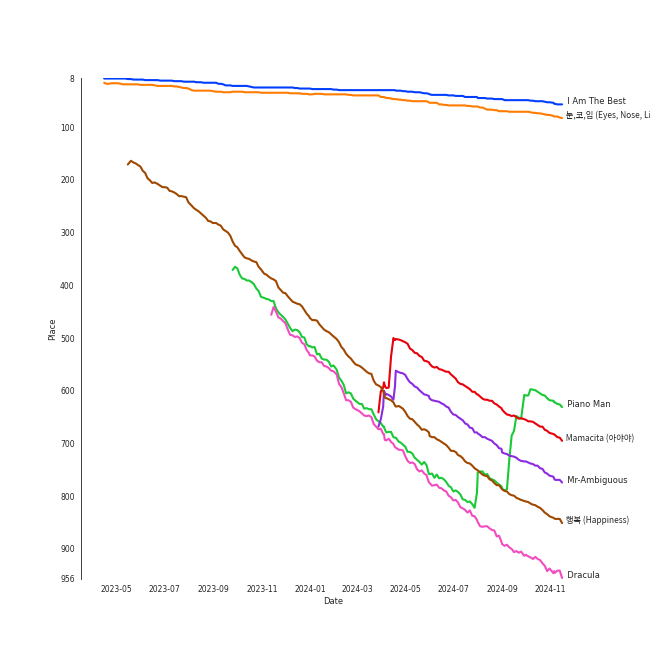 8
I Am The Best
눈,코,입 (Eyes, Nose, Li
100
200
300
400
500
600
700
800
900
956
Place
Piano Man
Mamacita (아야야)
Mr-Ambiguous
행복 (Happiness)
Dracula
2023-05 2023-07 2023-09 2023-11 2024-01 2024-03 2024-05 2024-07 2024-09 2024-11
Date